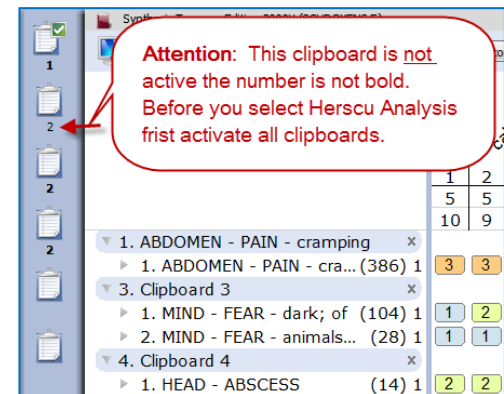 1
2
2
2
Attention: This clipboard is not
active the number is not bold.
Before you select Herscu Analysis
frist activate all clipboards.
1 2
5 5
10 9
1. ABDOMEN - PAIN - cramping x
1. ABDOMEN - PAIN - cra... (386) 1 3 3
3. Clipboard 3 x
1. MIND - FEAR - dark; of (104) 1 1 2
2. MIND - FEAR - animals... (28) 1 1 1
4. Clipboard 4 x
1. HEAD - ABSCESS (14) 1 2 2